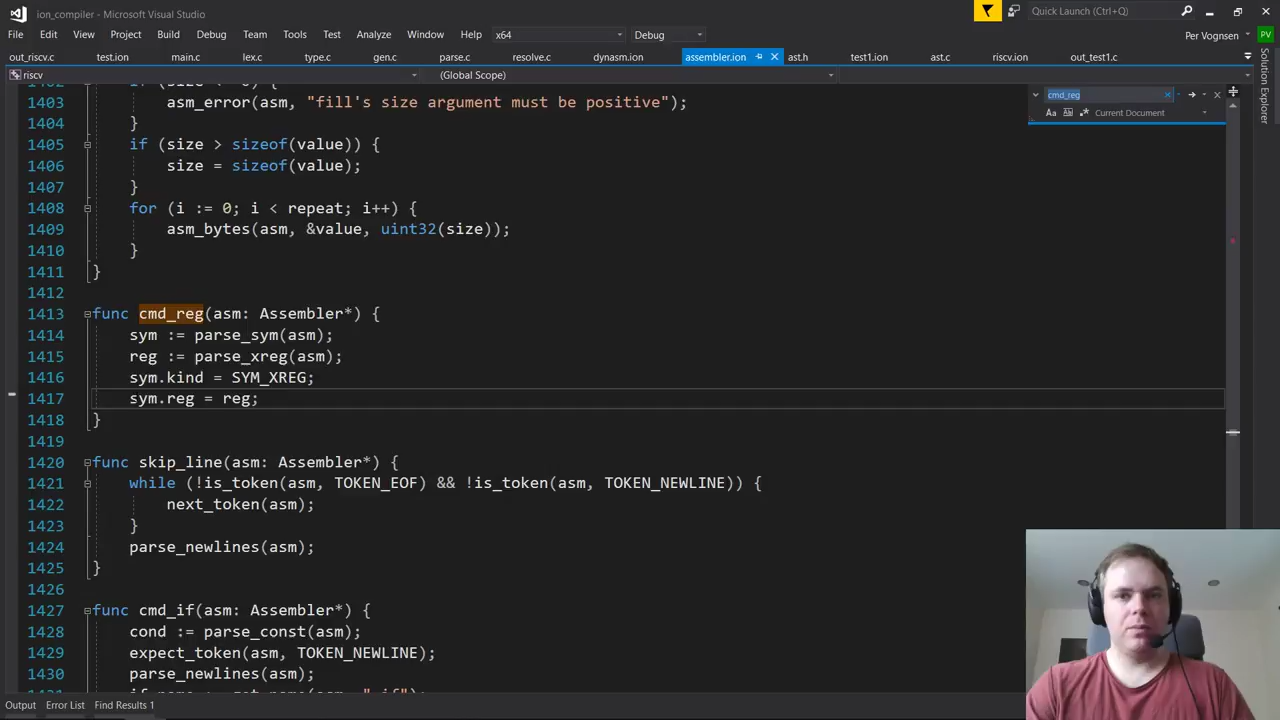 ion_compiler - Microsoft Visual Studio
Quick Launch (Ctrl+Q)
File Edit View Project Build Debug Team Tools Test Analyze Window Help x64 Debug Per Vognsen PV
out_riscv.c test.ion main.c lex.c type.c gen.c parse.c resolve.c dynasm.ion assembler.ion ast.h test1.ion ast.c riscv.ion out_test1.c
Solution Explorer
riscv (Global Scope)
cmd_reg
Aa Current Document
1403 asm_error(asm, "fill's size argument must be positive");
1404 }
1405 if (size > sizeof(value)) {
1406 size = sizeof(value);
1407 }
1408 for (i := 0; i < repeat; i++) {
1409 asm_bytes(asm, &value, uint32(size));
1410 }
1411 }
1412
1413 func cmd_reg(asm: Assembler*) {
1414 sym := parse_sym(asm);
1415 reg := parse_xreg(asm);
1416 sym.kind = SYM_XREG;
1417 sym.reg = reg;
1418 }
1419
1420 func skip_line(asm: Assembler*) {
1421 while (!is_token(asm, TOKEN_EOF) && !is_token(asm, TOKEN_NEWLINE)) {
1422 next_token(asm);
1423 }
1424 parse_newlines(asm);
1425 }
1426
1427 func cmd_if(asm: Assembler*) {
1428 cond := parse_const(asm);
1429 expect_token(asm, TOKEN_NEWLINE);
1430 parse_newlines(asm);
Output Error List Find Results 1